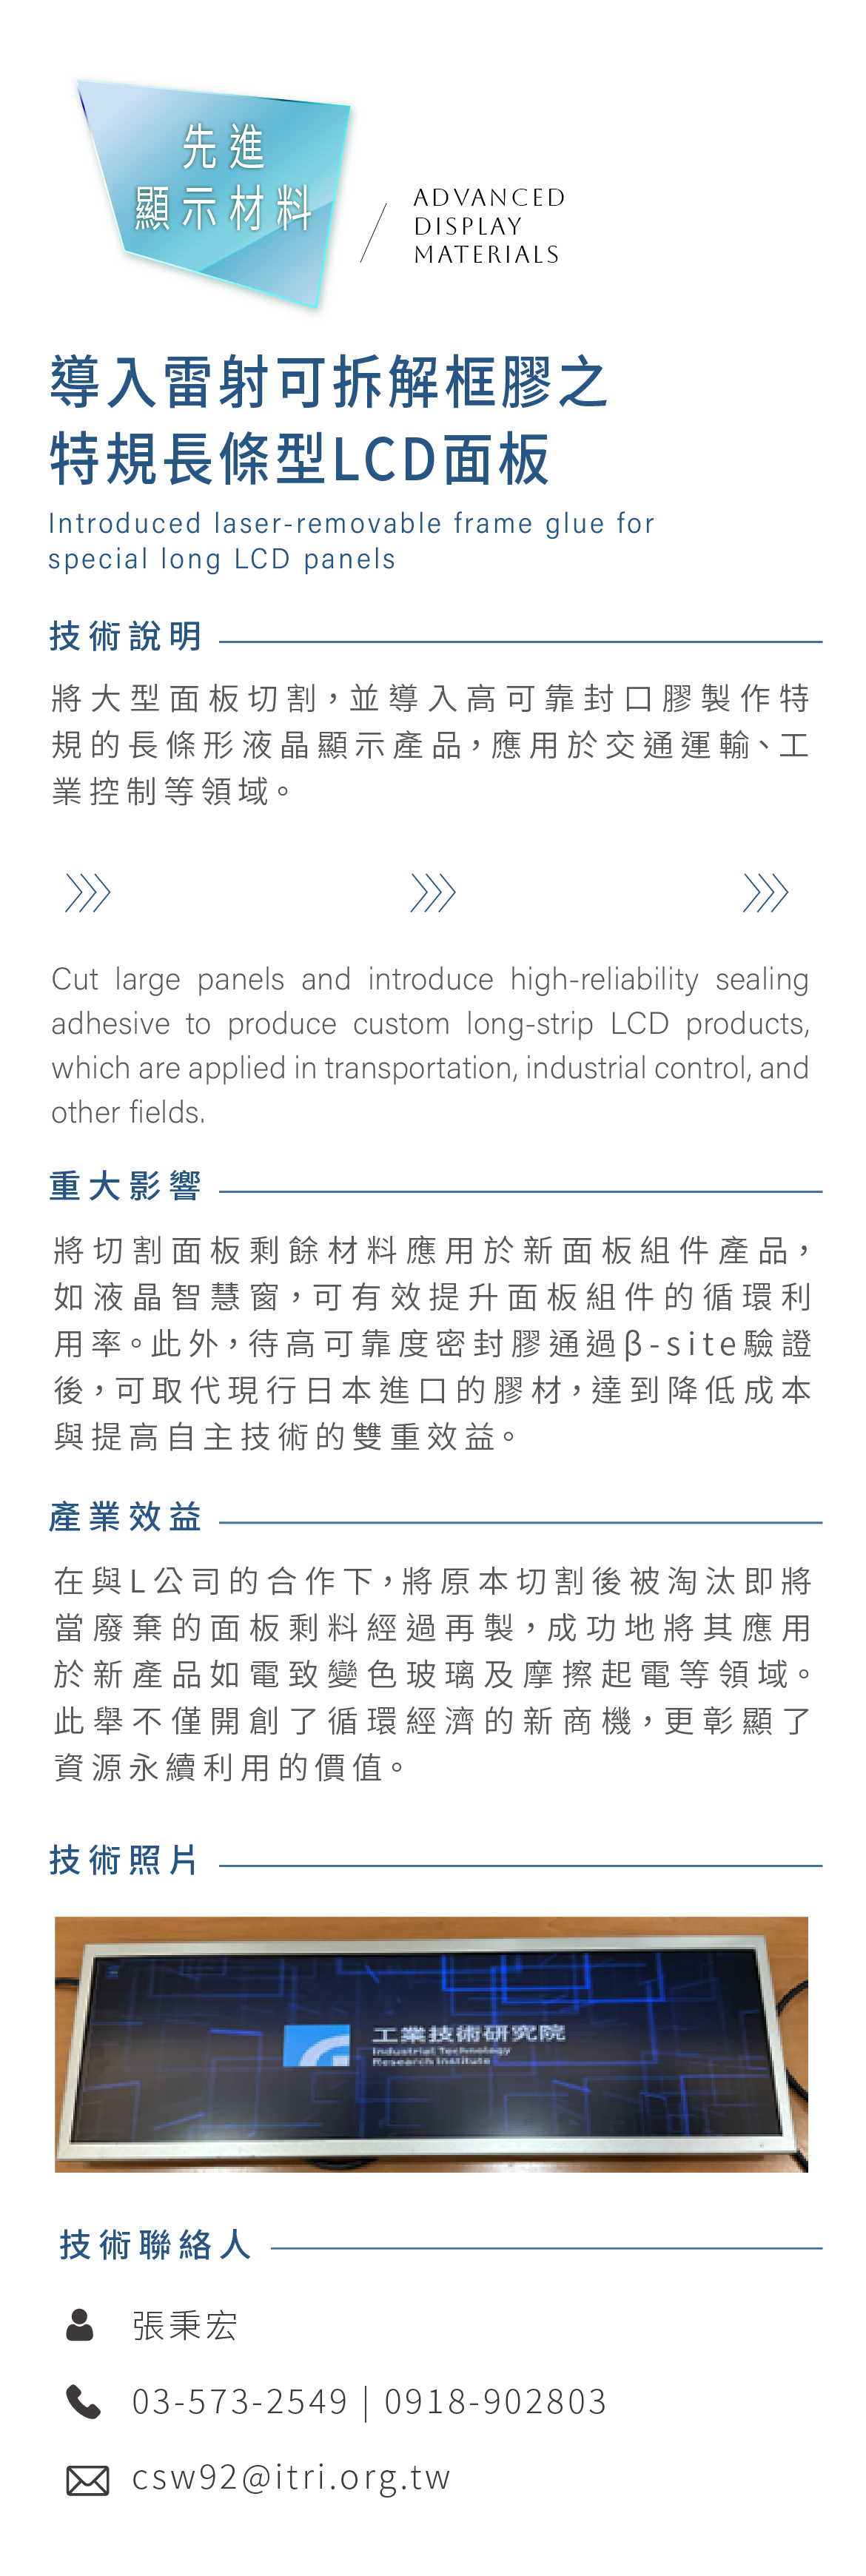 先進
顯示材料
ADVANCED
DISPLAY
MATERIALS
導入雷射可拆解框膠之
特規長條型LCD面板
Introduced laser-removable frame glue for
special long LCD panels
技術說明
將大型面板切割，並導入高可靠封口膠製作特
規的長條形液晶顯示產品，應用於交通運輸、工
業控制等領域。
Cut large panels and introduce high-reliability sealing
adhesive to produce custom long-strip LCD products,
which are applied in transportation, industrial control, and
other fields.
重大影響
將切割面板剩餘材料應用於新面板組件產品，
如液晶智慧窗，可有效提升面板組件的循環利
用率。此外，待高可靠度密封膠通過β-site驗證
後，可取代現行日本進口的膠材，達到降低成本
與提高自主技術的雙重效益。
產業效益
在與L公司的合作下，將原本切割後被淘汰即將
當廢棄的面板剩料經過再製，成功地將其應用
於新產品如電致變色玻璃及摩擦起電等領域。
此舉不僅開創了循環經濟的新商機，更彰顯了
資源永續利用的價值。
技術照片
工業技術研究院
Industrial Technology
Research Institute
技術聯絡人
張秉宏
03-573-2549 | 0918-902803
csw92@itri.org.tw